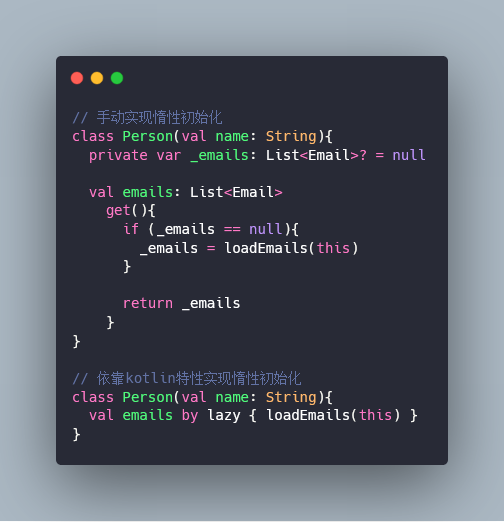 // 手动实现惰性初始化
class Person(val name: String){
  private var _emails: List<Email>? = null

  val emails: List<Email>
    get(){
      if (_emails == null){
        _emails = loadEmails(this)
      }

      return _emails
    }
}

// 依靠kotlin特性实现惰性初始化
class Person(val name: String){
  val emails by lazy { loadEmails(this) }
}